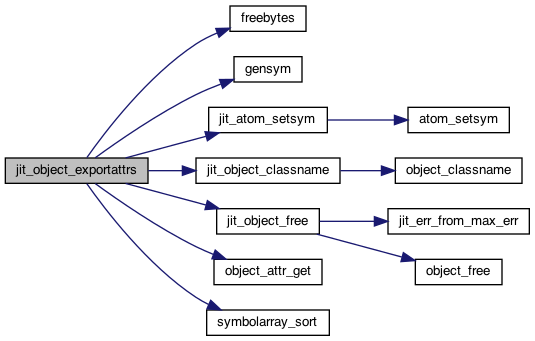 freebytes
gensym
jit_atom_setsym
atom_setsym
jit_object_exportattrs
jit_object_classname
object_classname
jit_object_free
jit_err_from_max_err
object_attr_get
object_free
symbolarray_sort